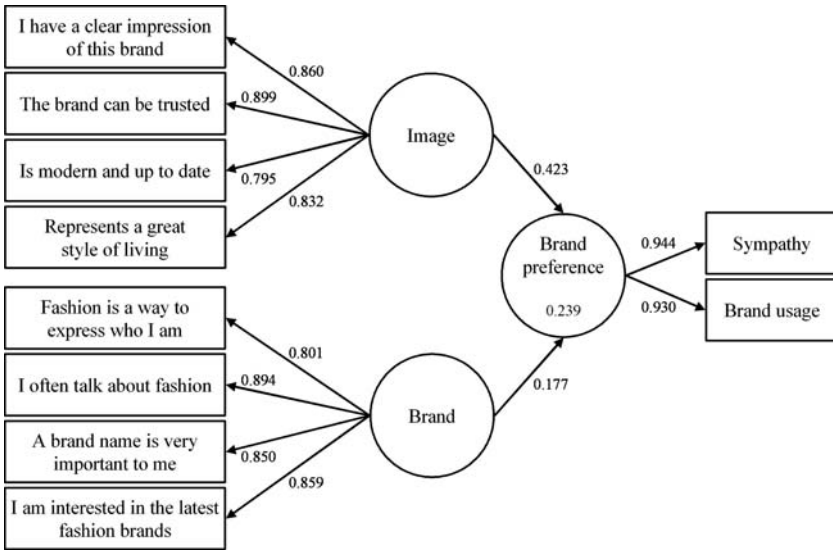 I have a clear impression
of this brand
The brand can be trusted
Is modern and up to date
Represents a great
style of living
0.860
0.899
0.795
0.832
Image
Fashion is a way to
express who I am
I often talk about fashion
A brand name is very
important to me
I am interested in the latest
fashion brands
0.801
0.894
0.850
0.859
Brand
0.423
0.177
Brand
preference
0.239
0.944
0.930
Sympathy
Brand usage